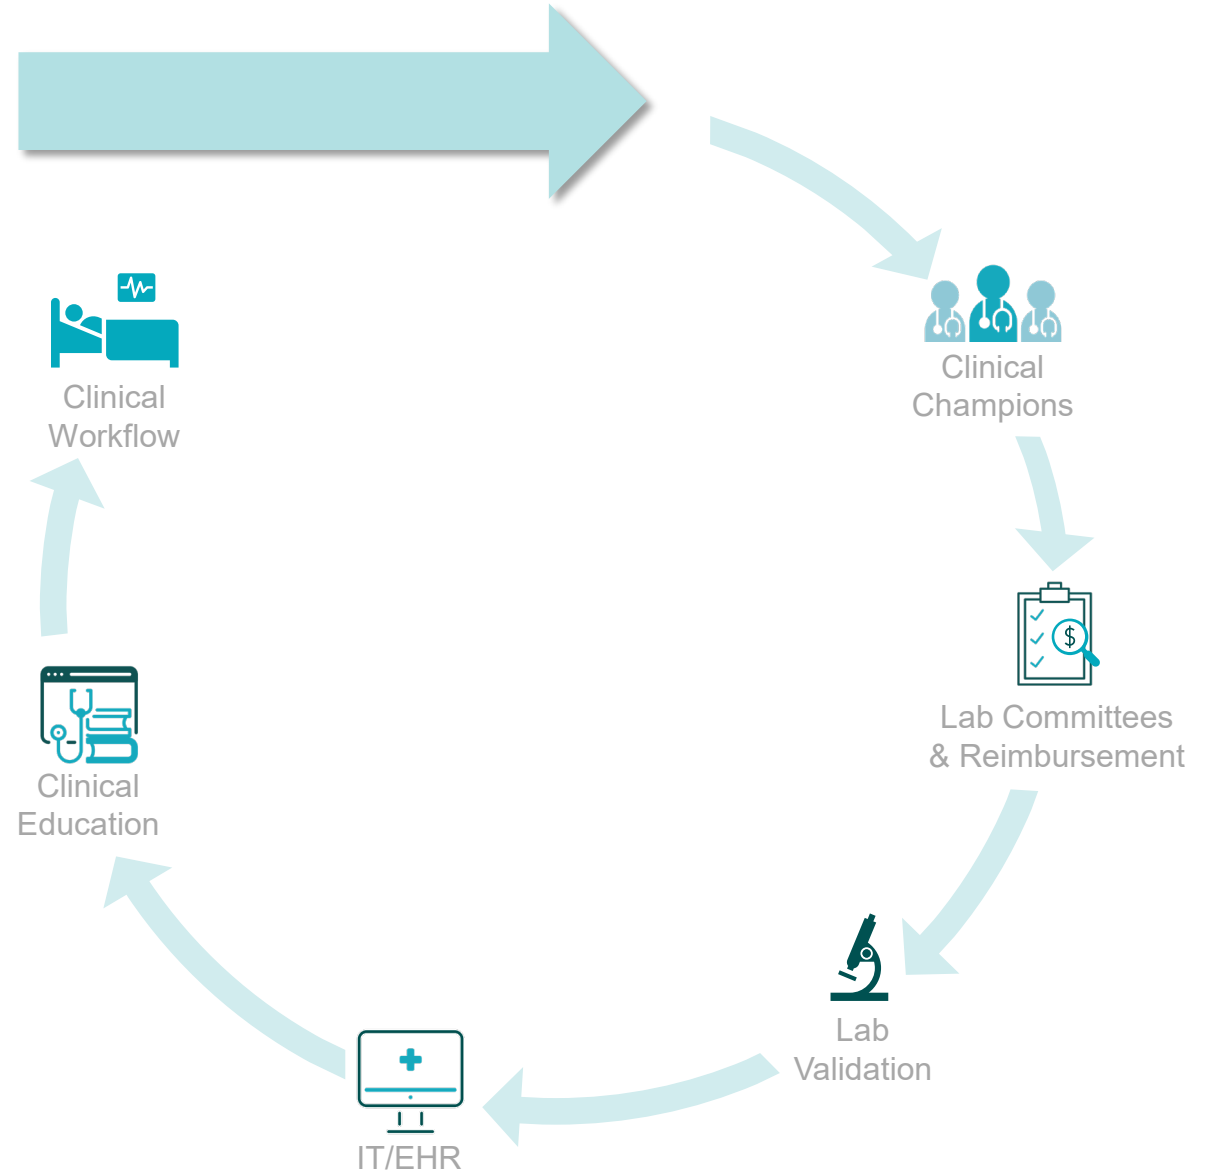 Clinical
Champions
Lab Committees
& Reimbursement
$
Lab
Validation
IT/EHR
Clinical
Education
Clinical
Workflow